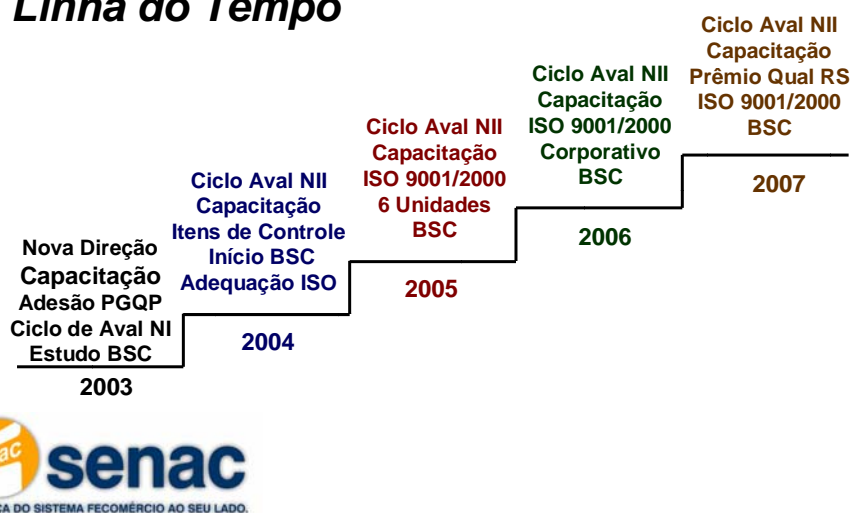 Linha do Tempo
Nova Direção
Capacitação
Adesão PGQP
Ciclo de Aval NI
Estudo BSC
2003
Ciclo Aval NII
Capacitação
Itens de Controle
Início BSC
Adequação ISO
2004
Ciclo Aval NII
Capacitação
ISO 9001/2000
6 Unidades
BSC
2005
Ciclo Aval NII
Capacitação
ISO 9001/2000
Corporativo
BSC
2006
Ciclo Aval NII
Capacitação
Prêmio Qual RS
ISO 9001/2000
BSC
2007
ac
senac
DO SISTEMA FECOMÉRCIO AO SEU LADO.